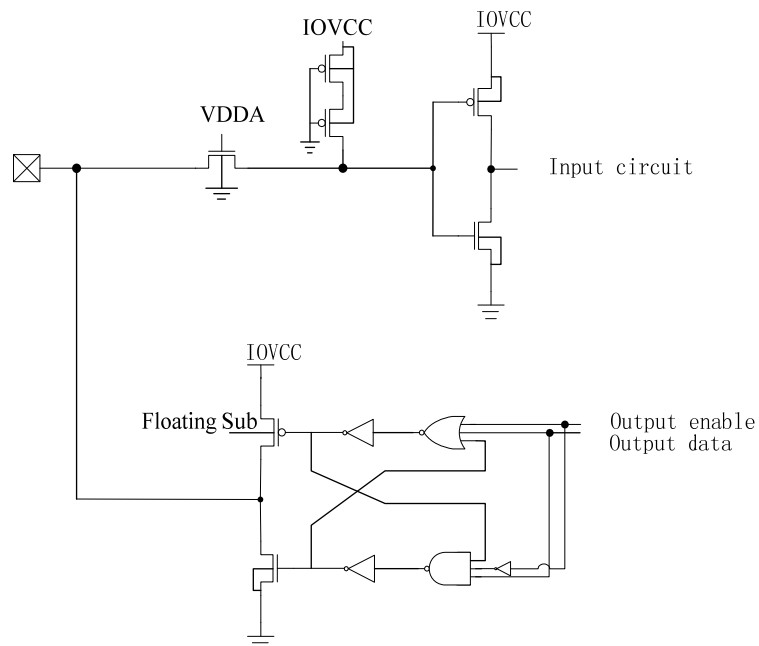 IOVCC
IOVCC
VDDA
Input circuit
IOVCC
Floating Sub
Output enable
Output data